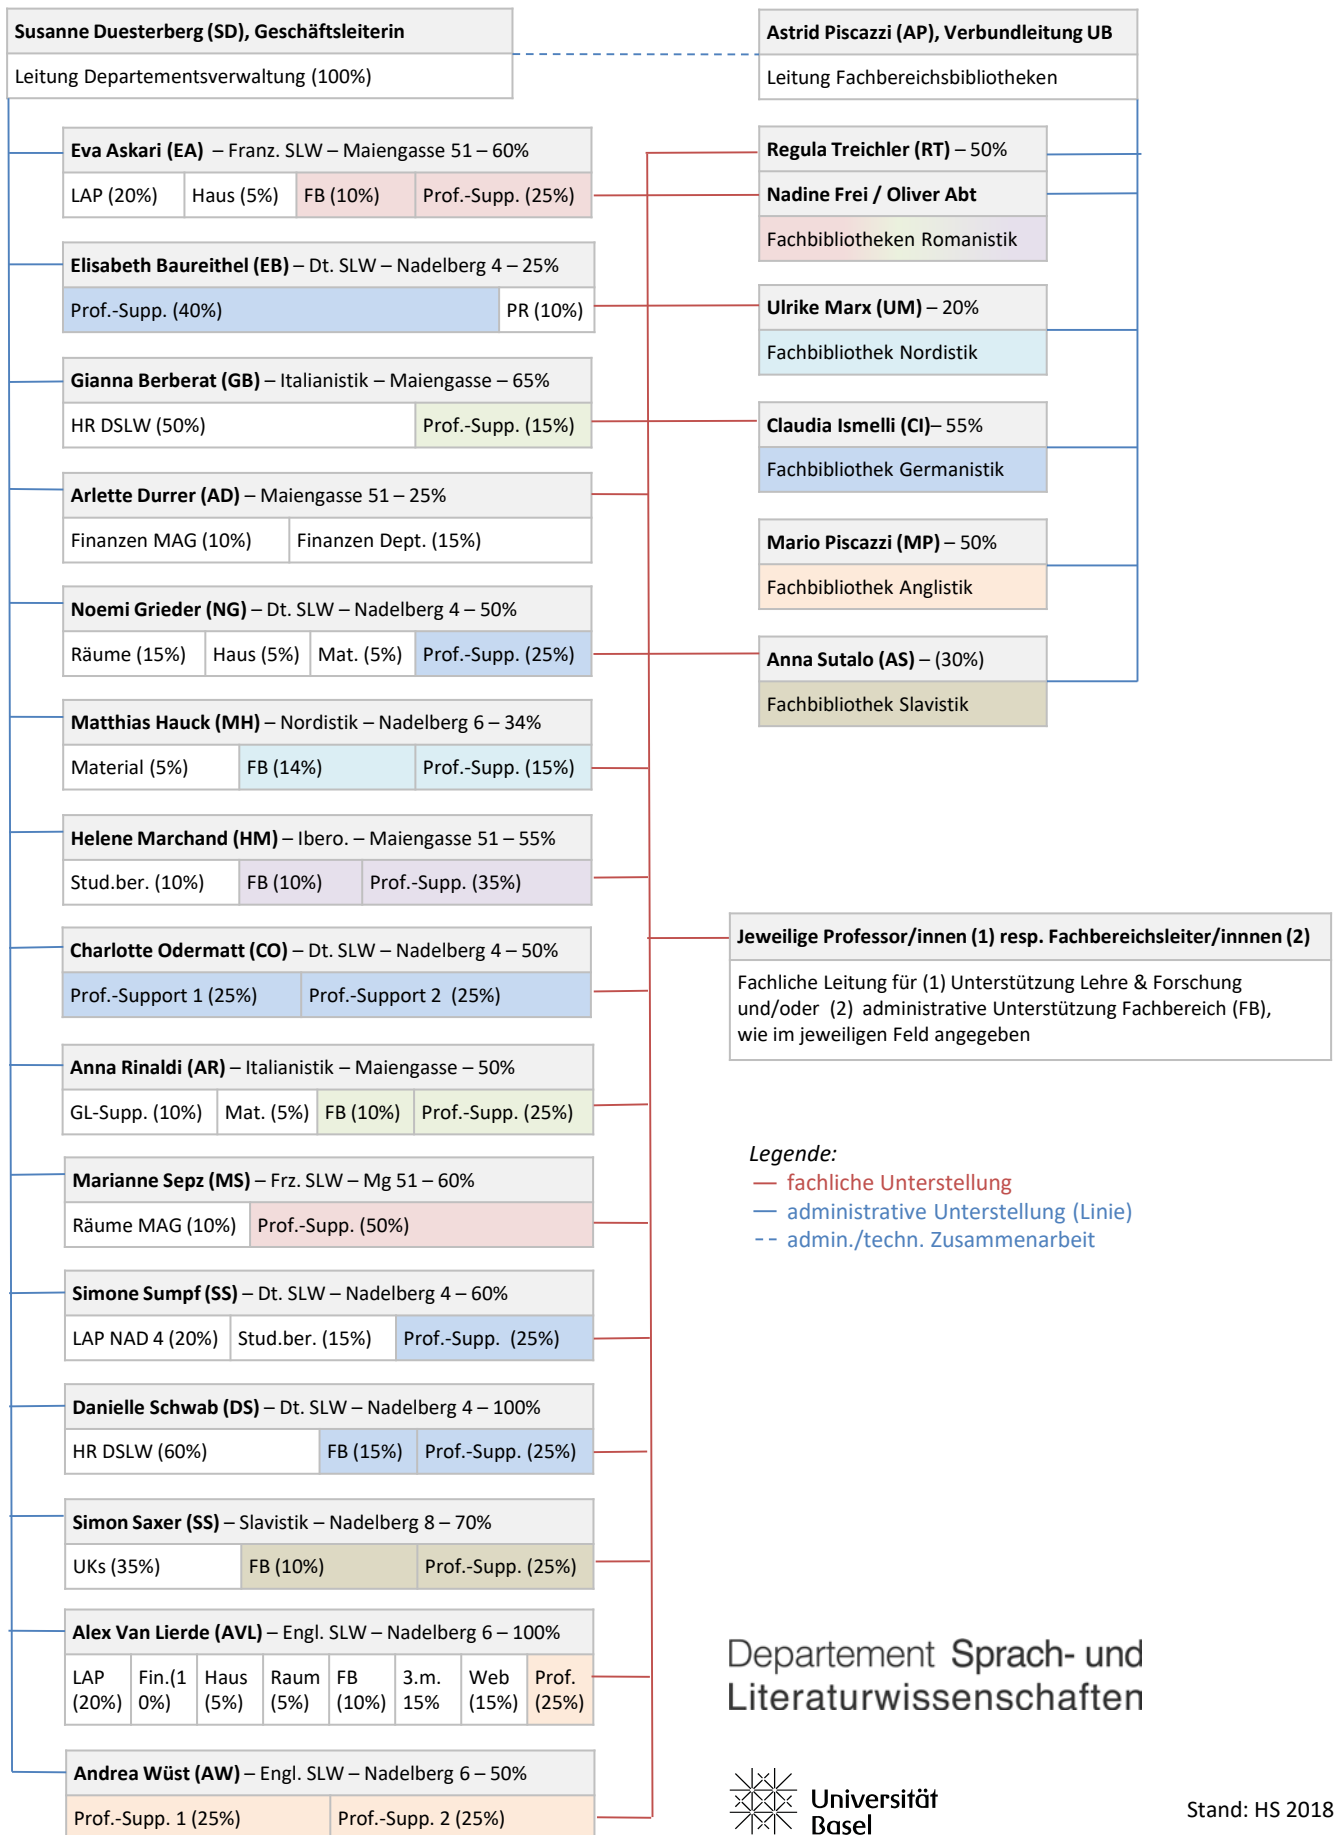 Susanne Duesterberg (SD), Geschäftsleiterin
Leitung Departementsverwaltung (100%)
Astrid Piscazzi (AP), Verbundleitung UB
Leitung Fachbereichsbibliotheken
Eva Askari (EA) – Franz. SLW – Maiengasse 51 – 60%
LAP (20%) Haus (5%) FB (10%) Prof.-Supp. (25%)
Elisabeth Baureithel (EB) – Dt. SLW – Nadelberg 4 – 25%
Prof.-Supp. (40%) PR (10%)
Gianna Berberat (GB) – Italianistik – Maiengasse – 65%
HR DSLW (50%) Prof.-Supp. (15%)
Arlette Durrer (AD) – Maiengasse 51 – 25%
Finanzen MAG (10%) Finanzen Dept. (15%)
Noemi Grieder (NG) – Dt. SLW – Nadelberg 4 – 50%
Räume (15%) Haus (5%) Mat. (5%) Prof.-Supp. (25%)
Matthias Hauck (MH) – Nordistik – Nadelberg 6 – 34%
Material (5%) FB (14%) Prof.-Supp. (15%)
Helene Marchand (HM) – Ibero. – Maiengasse 51 – 55%
Stud.ber. (10%) FB (10%) Prof.-Supp. (35%)
Charlotte Odermatt (CO) – Dt. SLW – Nadelberg 4 – 50%
Prof.-Support 1 (25%) Prof.-Support 2 (25%)
Anna Rinaldi (AR) – Italianistik – Maiengasse – 50%
GL-Supp. (10%) Mat. (5%) FB (10%) Prof.-Supp. (25%)
Marianne Sepz (MS) – Frz. SLW – Mg 51 – 60%
Räume MAG (10%) Prof.-Supp. (50%)
Simone Sumpf (SS) – Dt. SLW – Nadelberg 4 – 60%
LAP NAD 4 (20%) Stud.ber. (15%) Prof.-Supp. (25%)
Danielle Schwab (DS) – Dt. SLW – Nadelberg 4 – 100%
HR DSLW (60%) FB (15%) Prof.-Supp. (25%)
Simon Saxer (SS) – Slavistik – Nadelberg 8 – 70%
UKs (35%) FB (10%) Prof.-Supp. (25%)
Alex Van Lierde (AVL) – Engl. SLW – Nadelberg 6 – 100%
LAP Fin.(1 Haus Raum FB 3.m. Web Prof.
(20%) 0%) (5%) (5%) (10%) 15% (15%) (25%)
Andrea Wüst (AW) – Engl. SLW – Nadelberg 6 – 50%
Prof.-Supp. 1 (25%) Prof.-Supp. 2 (25%)
Regula Treichler (RT) – 50%
Nadine Frei / Oliver Abt
Fachbibliotheken Romanistik
Ulrike Marx (UM) – 20%
Fachbibliothek Nordistik
Claudia Ismelli (CI)– 55%
Fachbibliothek Germanistik
Mario Piscazzi (MP) – 50%
Fachbibliothek Anglistik
Anna Sutalo (AS) – (30%)
Fachbibliothek Slavistik
Jeweilige Professor/innen (1) resp. Fachbereichsleiter/innnen (2)
Fachliche Leitung für (1) Unterstützung Lehre & Forschung
und/oder (2) administrative Unterstützung Fachbereich (FB),
wie im jeweiligen Feld angegeben
Legende:
fachliche Unterstellung
administrative Unterstellung (Linie)
admin./techn. Zusammenarbeit
Departement Sprach- und
Literaturwissenschaften
Universität
Basel
Stand: HS 2018